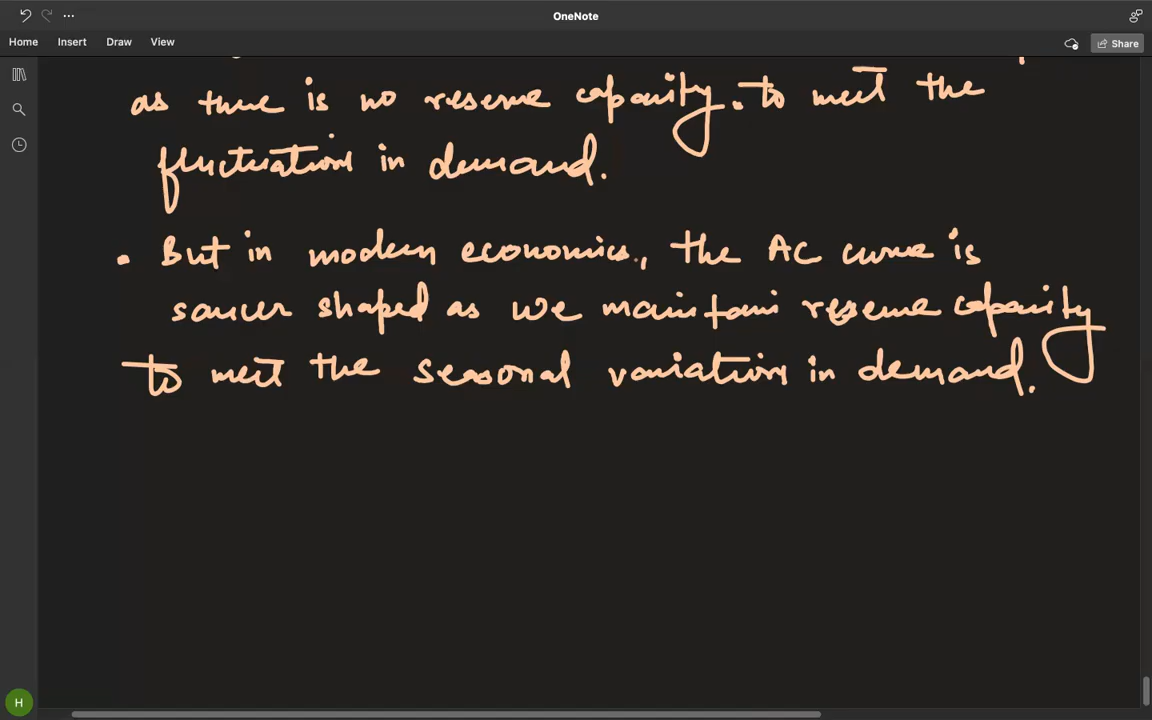 OneNote
Home Insert Draw View
Share
as there is no reserve capacity. to meet the
fluctuations in demand.
• But in modern economics, the AC curve is
saucer shaped as we maintain reserve capacity
to meet the seasonal variations in demand.
H